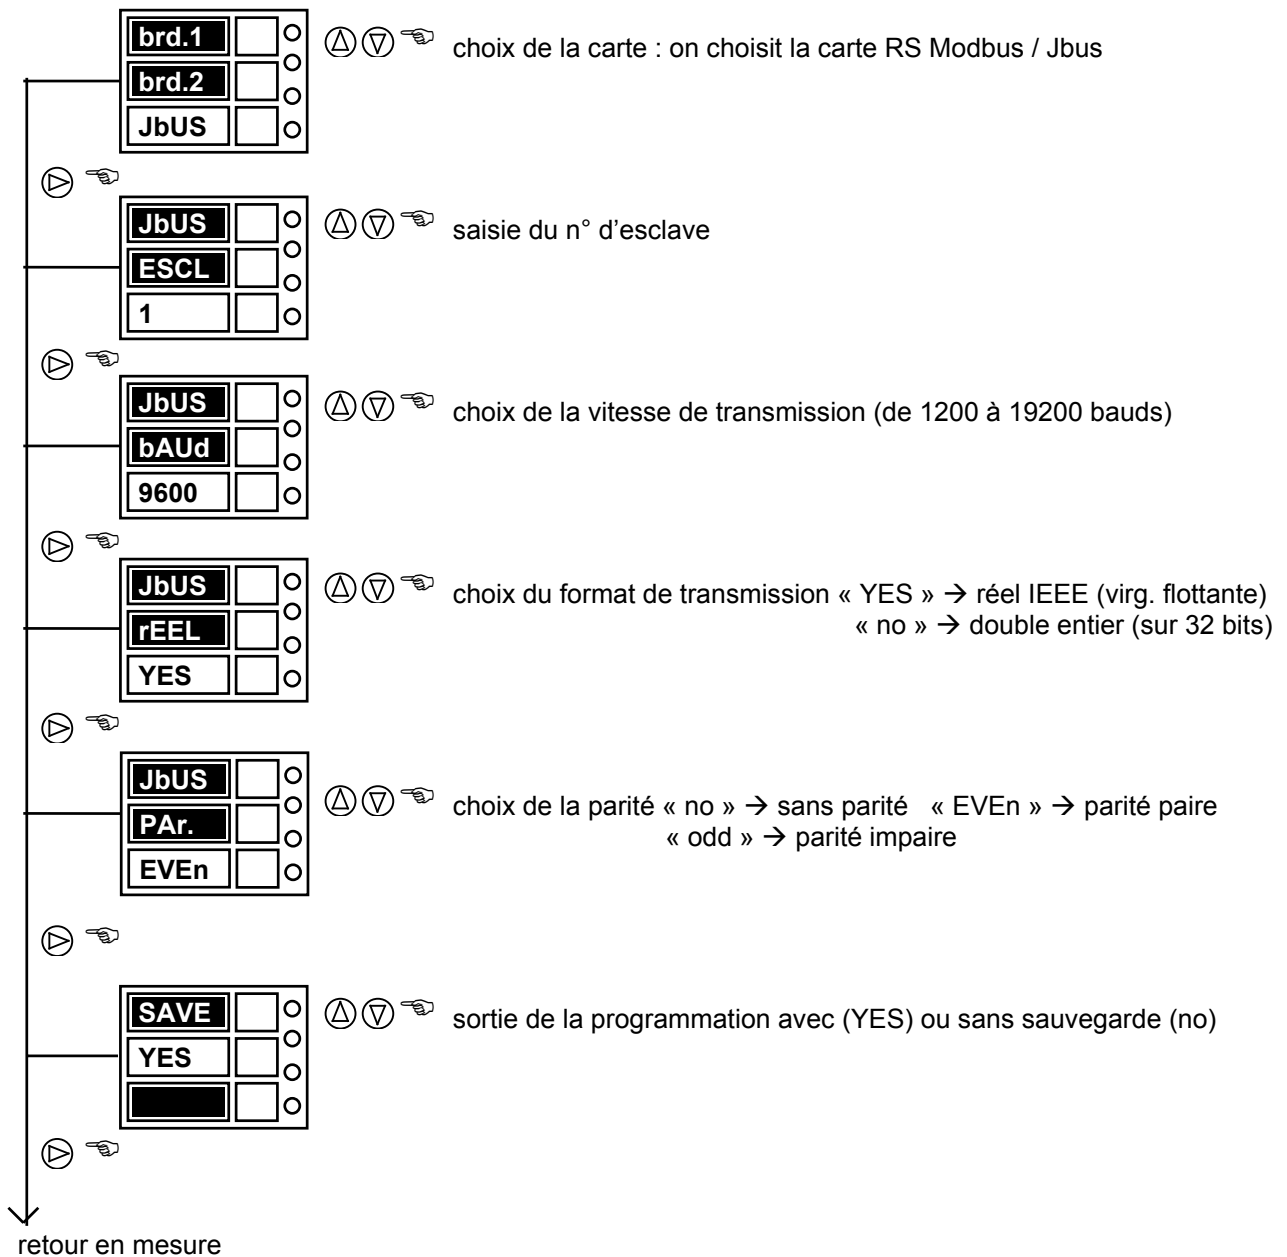 brd.1
brd.2
JbUS
choix de la carte : on choisit la carte RS Modbus / Jbus
JbUS
ESCL
1
saisie du n° d’esclave
JbUS
bAUd
9600
choix de la vitesse de transmission (de 1200 à 19200 bauds)
JbUS
rEEL
YES
choix du format de transmission « YES » → réel IEEE (virg. flottante)
« no » → double entier (sur 32 bits)
JbUS
PAr.
EVEn
choix de la parité « no » → sans parité « EVEn » → parité paire
« odd » → parité impaire
SAVE
YES
sortie de la programmation avec (YES) ou sans sauvegarde (no)
retour en mesure